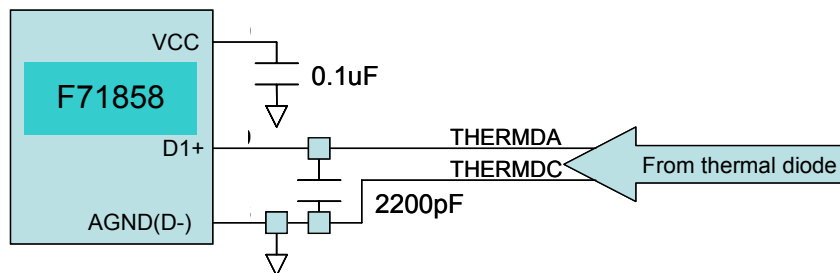 VCC
0.1uF
F71858
D1+
THERMDA
THERMDC
From thermal diode
2200pF
AGND(D-)